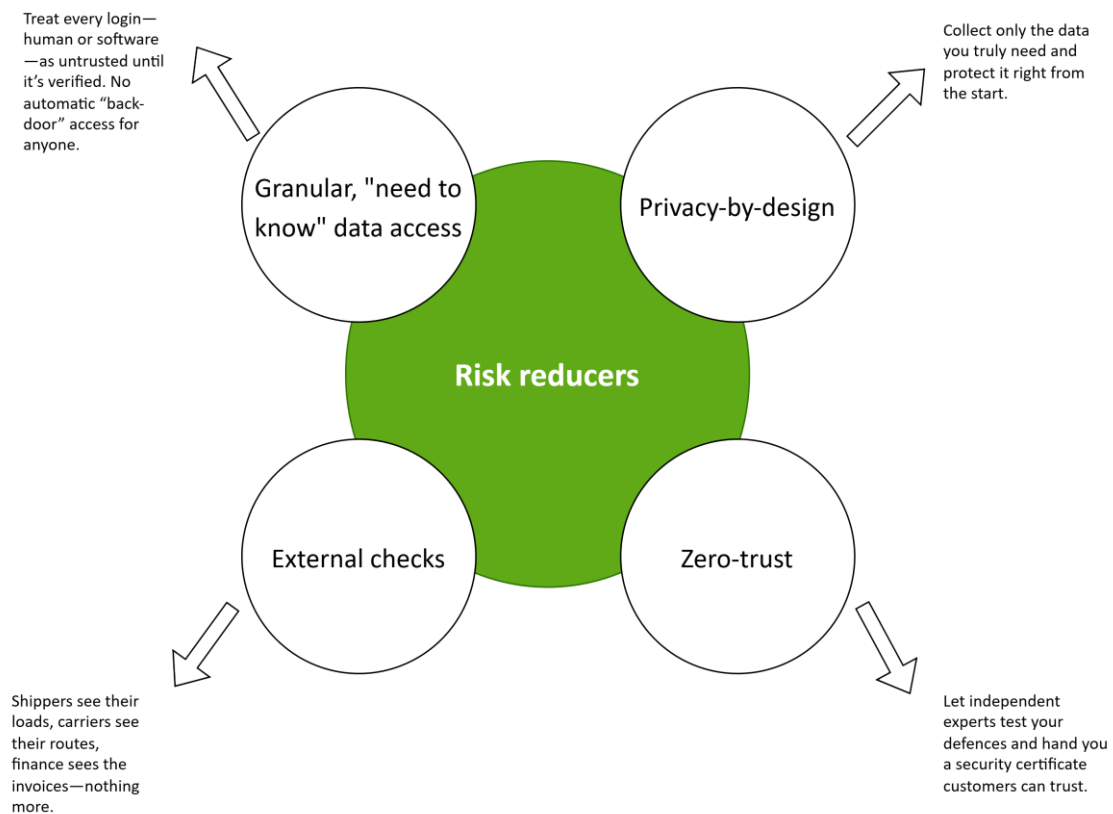 Treat every login—
human or software
—as untrusted until
it’s verified. No
automatic “back-
door” access for
anyone.
Collect only the data
you truly need and
protect it right from
the start.
Granular, "need to
know" data access
Privacy-by-design
Risk reducers
External checks
Zero-trust
Shippers see their
loads, carriers see
their routes,
finance sees the
invoices—nothing
more.
Let independent
experts test your
defences and hand you
a security certificate
customers can trust.